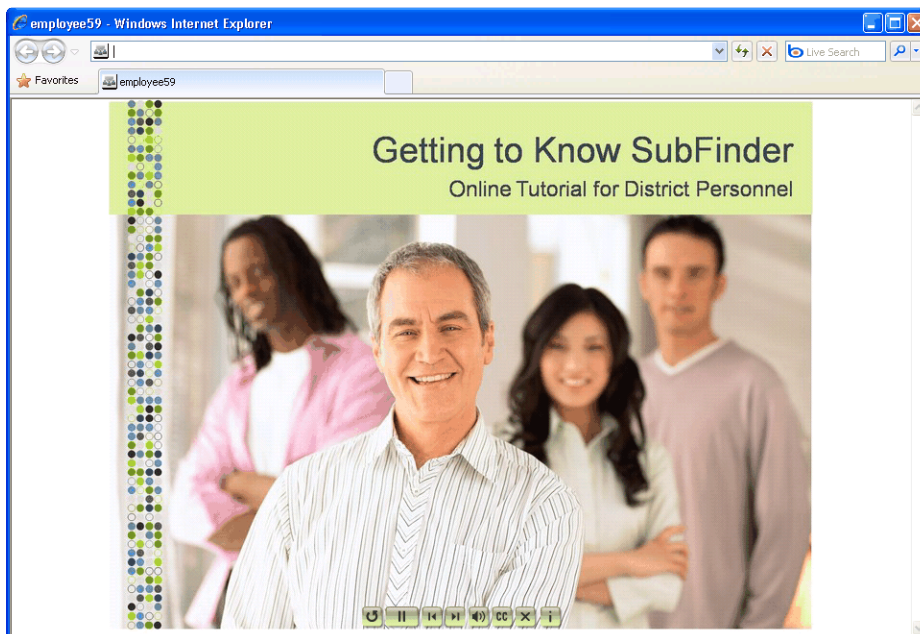 employee59 - Windows Internet Explorer
Live Search
Favorites
employee59
Getting to Know SubFinder
Online Tutorial for District Personnel
CC
i